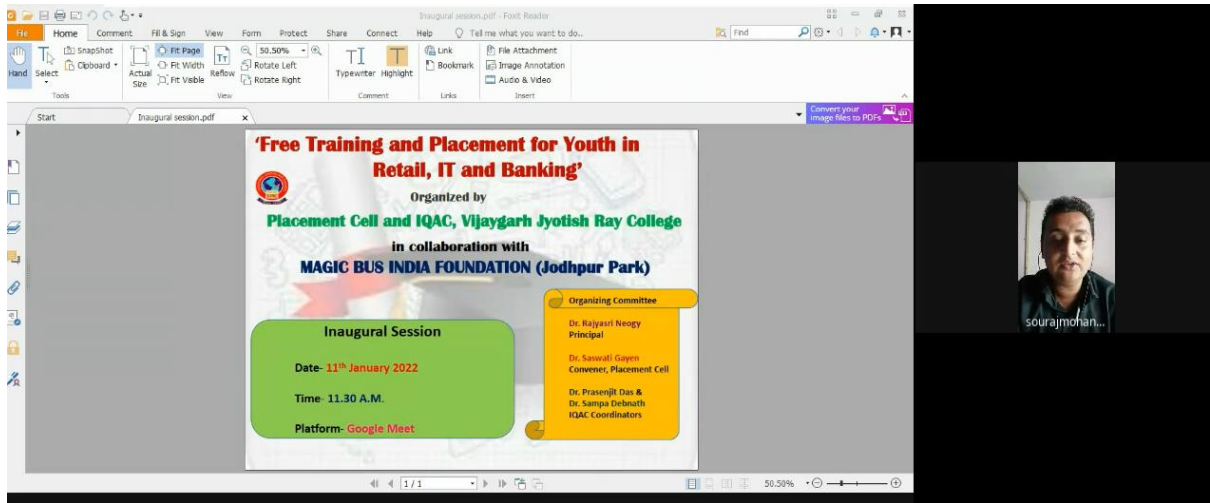 Inaugural session.pdf - Foxit Reader
File Home Comment Fill & Sign View Form Protect Share Connect Help Tell me what you want to do.. Find
Hand
Select
SnapShot
Clipboard
Tools
Actual Size
Fit Page
Fit Width
Fit Visible
Reflow
50.50%
Rotate Left
Rotate Right
View
Typewriter Highlight
Comment
Link
Bookmark
Links
File Attachment
Image Annotation
Audio & Video
Insert
Start Inaugural session.pdf x
Convert your
image files to PDFs
‘Free Training and Placement for Youth in
Retail, IT and Banking’
Organized by
Placement Cell and IQAC, Vijaygarh Jyotish Ray College
in collaboration with
MAGIC BUS INDIA FOUNDATION (Jodhpur Park)
Inaugural Session
Date- 11th January 2022
Time- 11.30 A.M.
Platform- Google Meet
Organizing Committee
Dr. Rajyasri Neogy
Principal
Dr. Saswati Gayen
Convener, Placement Cell
Dr. Prasenjit Das &
Dr. Sampa Debnath
IQAC Coordinators
sourajmohan...
1 / 1
50.50%